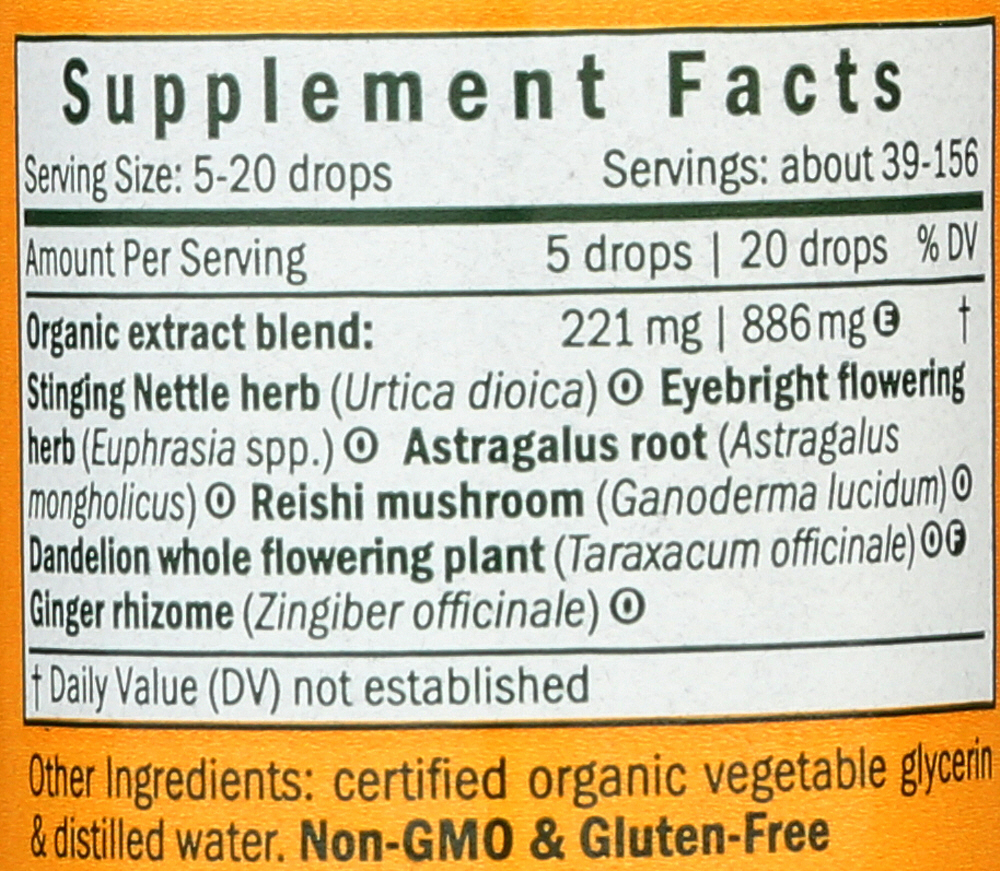 Supplement Facts
Serving Size: 5-20 drops Servings: about 39-156
Amount Per Serving 5 drops | 20 drops % DV
Organic extract blend: 221 mg | 886 mg Ⓔ †
Stinging Nettle herb (Urtica dioica) Ⓞ Eyebright flowering
herb (Euphrasia spp.) Ⓞ Astragalus root (Astragalus
mongholicus) Ⓞ Reishi mushroom (Ganoderma lucidum) Ⓞ
Dandelion whole flowering plant (Taraxacum officinale) Ⓞ Ⓕ
Ginger rhizome (Zingiber officinale) Ⓞ
† Daily Value (DV) not established
Other Ingredients: certified organic vegetable glycerin
& distilled water. Non-GMO & Gluten-Free